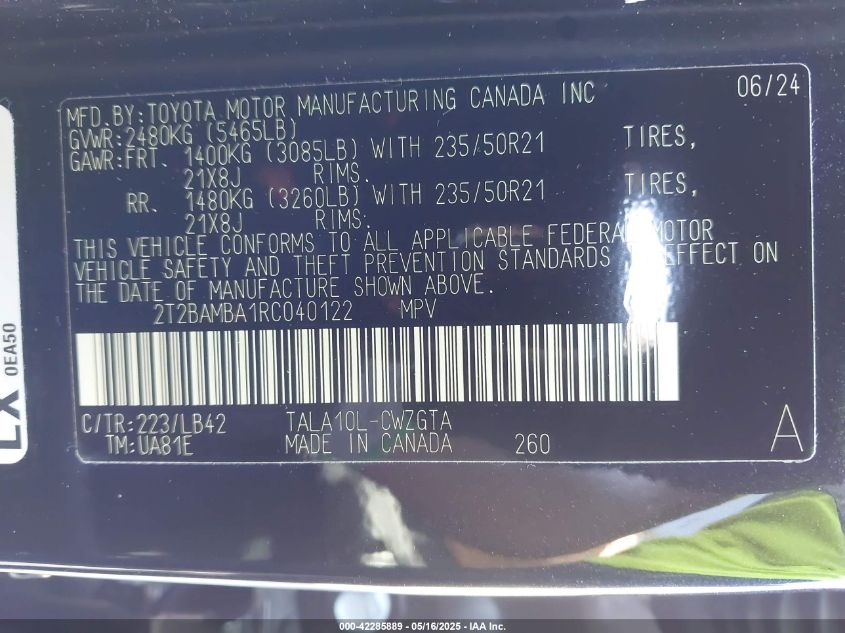 06/24
MFD.BY:TOYOTA MOTOR MANUFACTURING CANADA INC
GVWR:2480KG (5465LB)
GAWR:FRT. 1400KG (3085LB) WITH 235/50R21 TIRES,
21X8J RIMS.
RR. 1480KG (3260LB) WITH 235/50R21 TIRES,
21X8J RIMS.
THIS VEHICLE CONFORMS TO ALL APPLICABLE FEDERAL MOTOR
VEHICLE SAFETY AND THEFT PREVENTION STANDARDS EFFECT ON
THE DATE OF MANUFACTURE SHOWN ABOVE.
2T2BAMBA1RC040122 MPV
C/TR:223/LB42 TALA10L-CWZGTA
TM:UA81E MADE IN CANADA 260 A
0EA50
000-42285889 - 05/16/2025 - IAA Inc.